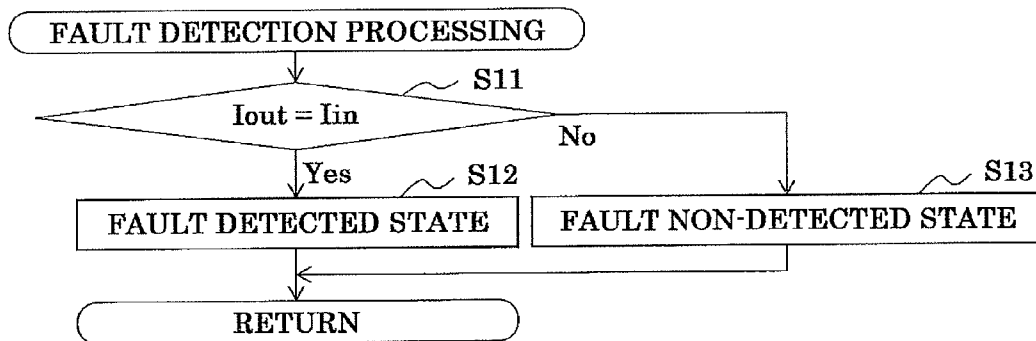 FAULT DETECTION PROCESSING
S11
Iout = Iin
No
Yes
S12
S13
FAULT DETECTED STATE
FAULT NON-DETECTED STATE
RETURN